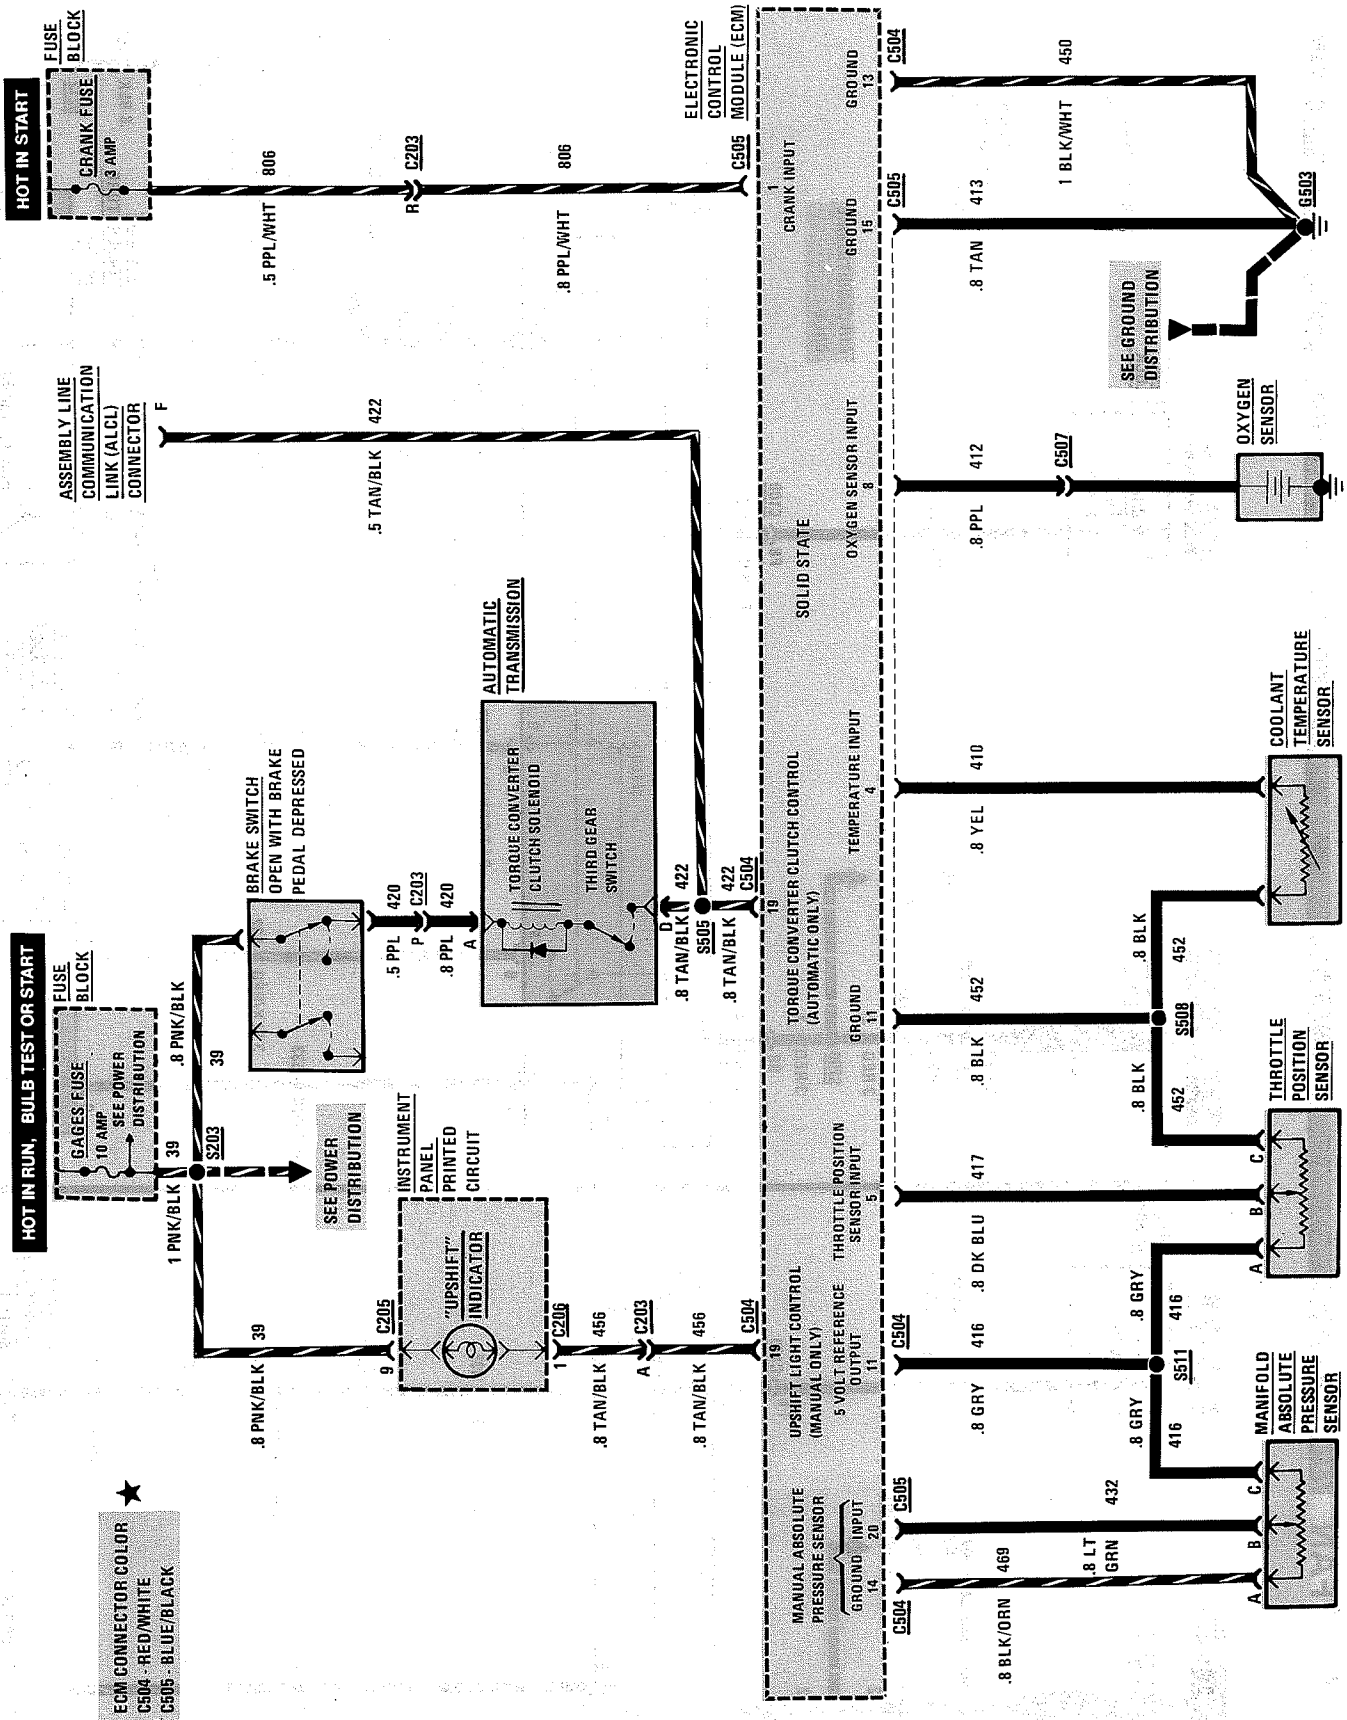 HOT IN RUN, BULB TEST OR START
HOT IN START
FUSE
BLOCK
GAGES FUSE
10 AMP
SEE POWER
DISTRIBUTION
FUSE
BLOCK
CRANK FUSE
3 AMP
ECM CONNECTOR COLOR
C504 - RED/WHITE
C505 - BLUE/BLACK
1 PNK/BLK
39
S203
.8 PNK/BLK
39
SEE POWER
DISTRIBUTION
.8 PNK/BLK
39
BRAKE SWITCH
OPEN WITH BRAKE
PEDAL DEPRESSED
ASSEMBLY LINE
COMMUNICATION
LINK (ALCL)
CONNECTOR
F
.5 PPL/WHT
806
R
C203
.8 PPL/WHT
806
C505
9
C205
INSTRUMENT
PANEL
PRINTED
CIRCUIT
"UPSHIFT"
INDICATOR
1
C206
.8 TAN/BLK
456
A
C203
.8 TAN/BLK
456
C504
.5 PPL
420
P
C203
.8 PPL
420
A
AUTOMATIC
TRANSMISSION
TORQUE CONVERTER
CLUTCH SOLENOID
THIRD GEAR
SWITCH
D
.8 TAN/BLK
422
S505
.8 TAN/BLK
422
C504
.5 TAN/BLK
422
ELECTRONIC
CONTROL
MODULE (ECM)
19
UPSHIFT LIGHT CONTROL
(MANUAL ONLY)
19
TORQUE CONVERTER CLUTCH CONTROL
(AUTOMATIC ONLY)
SOLID STATE
1
CRANK INPUT
MANUAL ABSOLUTE
PRESSURE SENSOR
GROUND
14
INPUT
20
5 VOLT REFERENCE
OUTPUT
11
THROTTLE POSITION
SENSOR INPUT
5
GROUND
11
TEMPERATURE INPUT
4
OXYGEN SENSOR INPUT
8
GROUND
15
GROUND
13
C504
C505
C504
C505
C504
.8 BLK/ORN
469
.8 LT
GRN
432
.8 GRY
416
.8 GRY
416
S511
.8 GRY
416
.8 DK BLU
417
.8 BLK
452
.8 BLK
452
S508
.8 BLK
452
.8 YEL
410
.8 PPL
412
C507
.8 TAN
413
1 BLK/WHT
450
SEE GROUND
DISTRIBUTION
G503
A
B
C
MANIFOLD
ABSOLUTE
PRESSURE
SENSOR
A
B
C
THROTTLE
POSITION
SENSOR
COOLANT
TEMPERATURE
SENSOR
OXYGEN
SENSOR